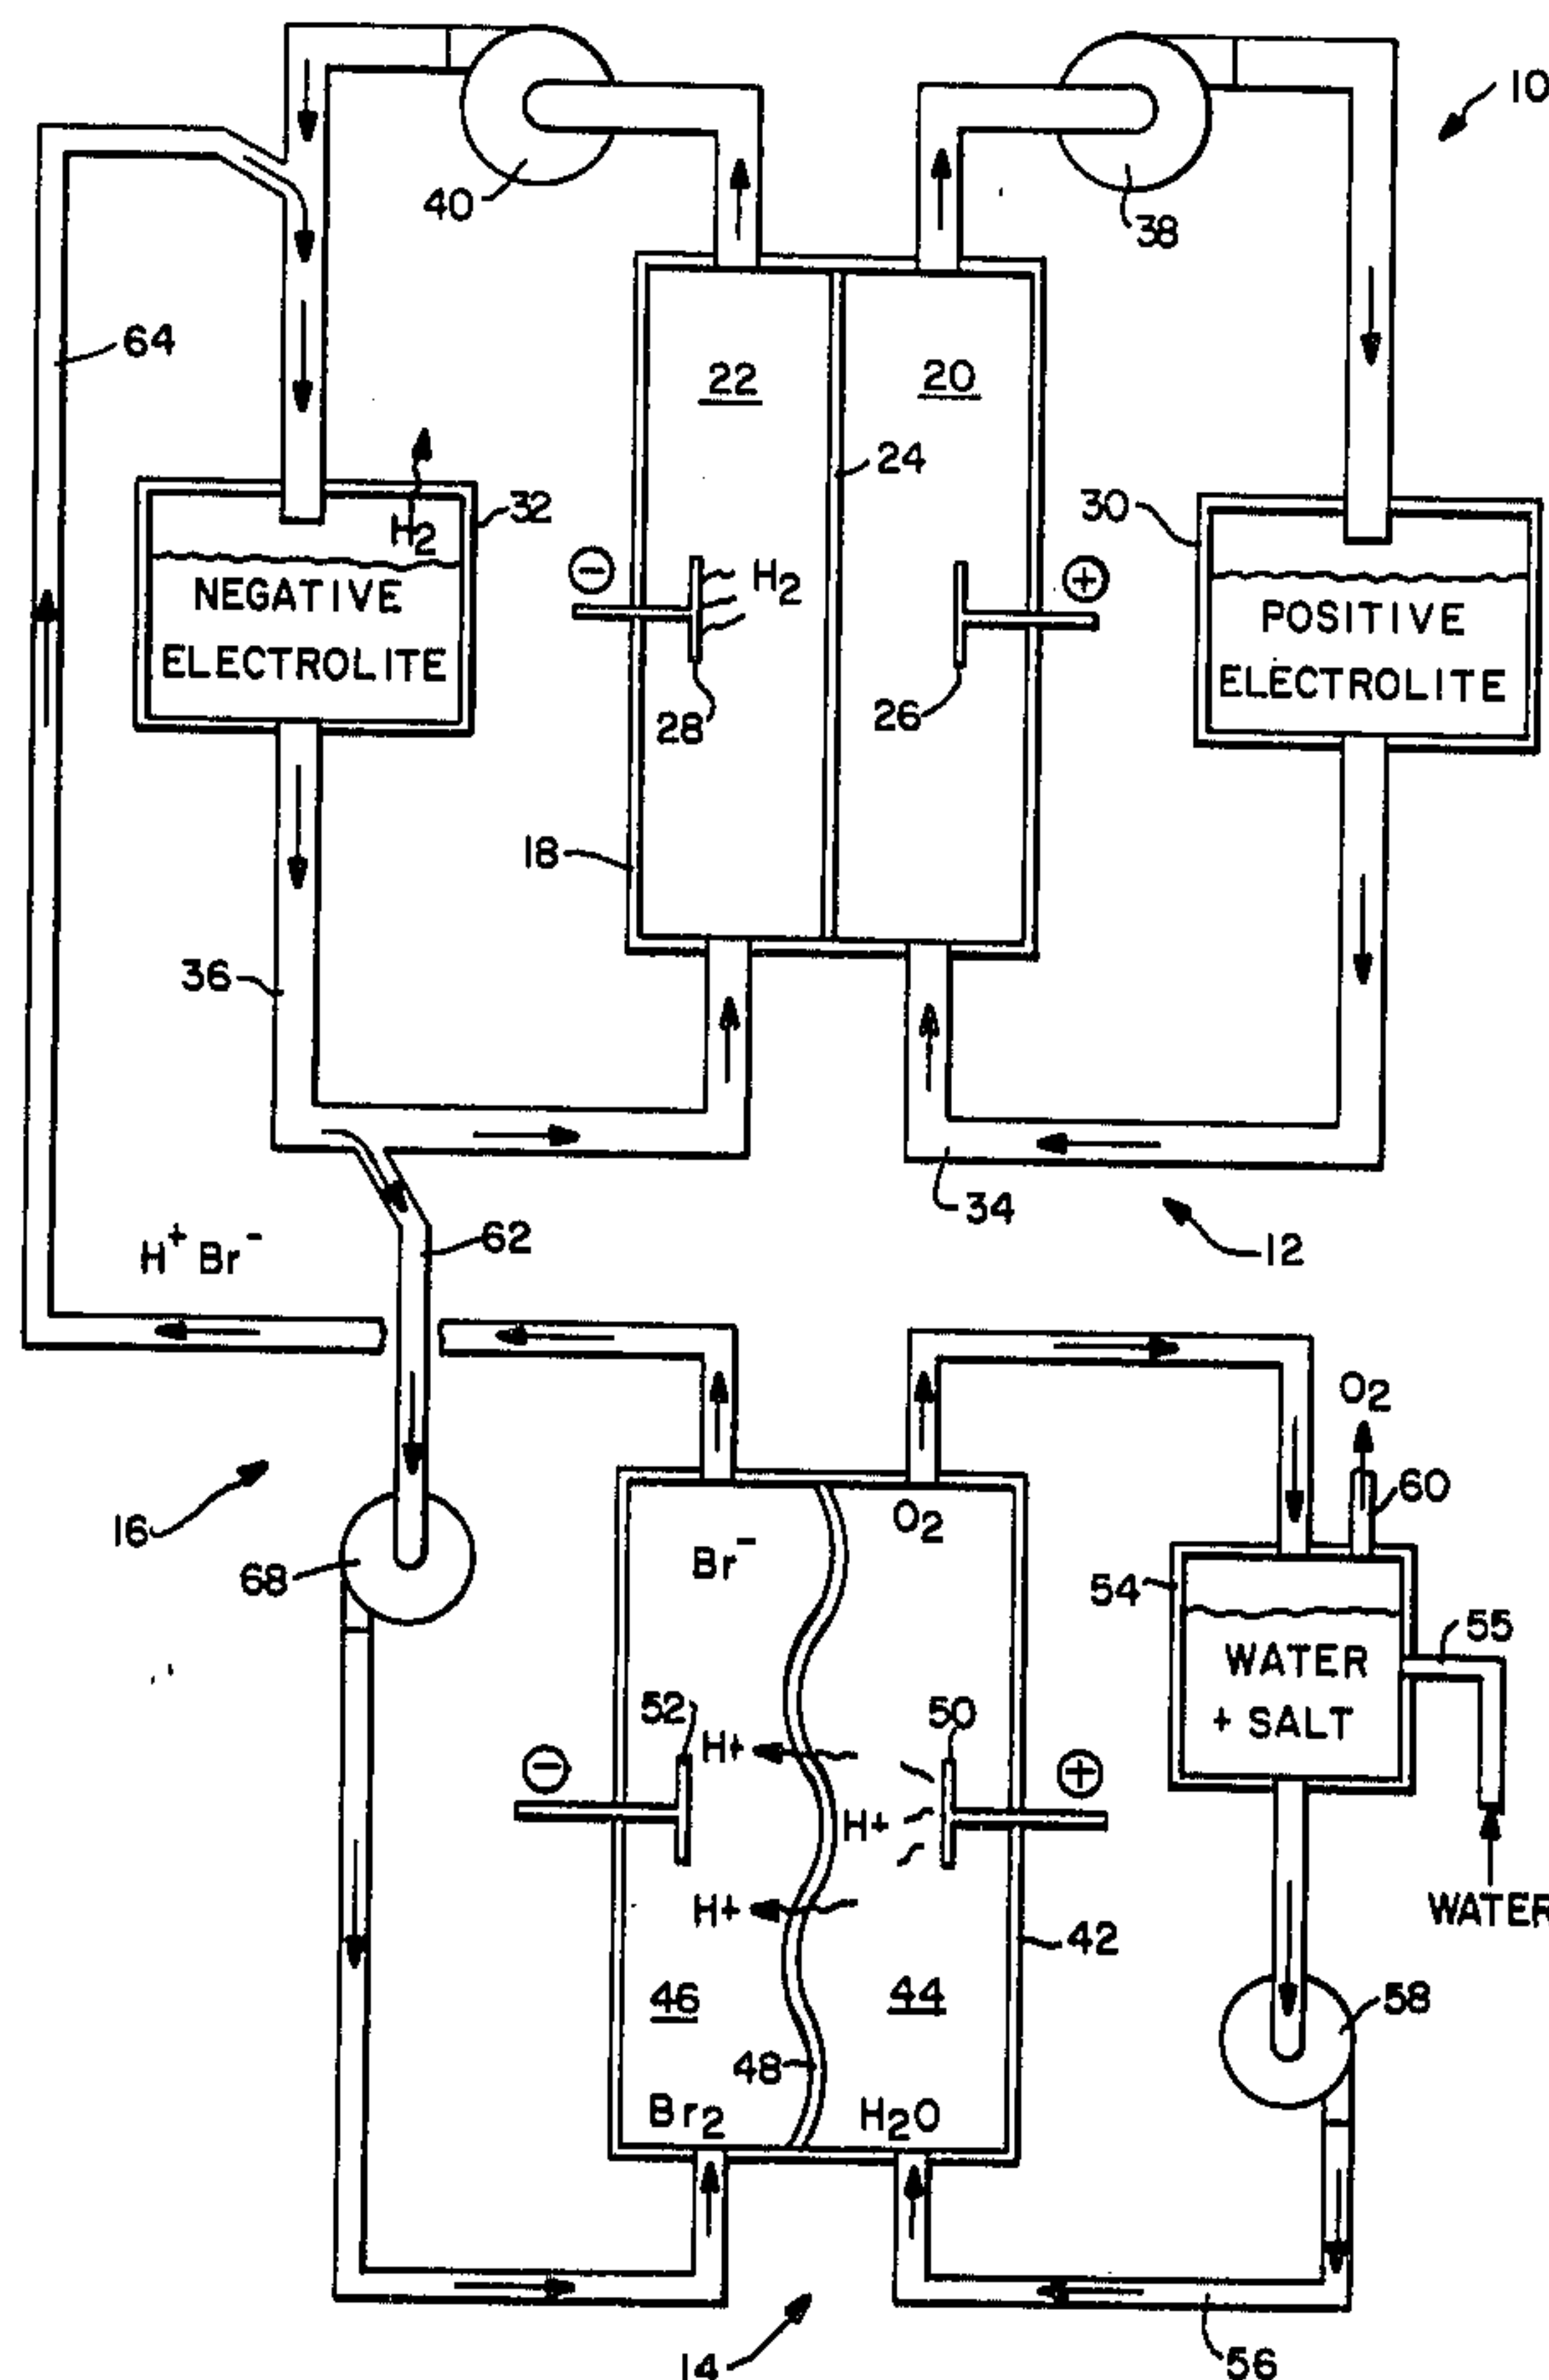 10
40
38
64
22
20
24
H2
32
30
NEGATIVE
ELECTROLITE
H2
POSITIVE
ELECTROLITE
28
26
18
36
34
12
62
H+ Br-
O2
16
60
68
Br-
O2
54
55
WATER
+ SALT
52
50
H+
H+
H+
WATER
42
46
44
58
48
Br2
H2O
14
56